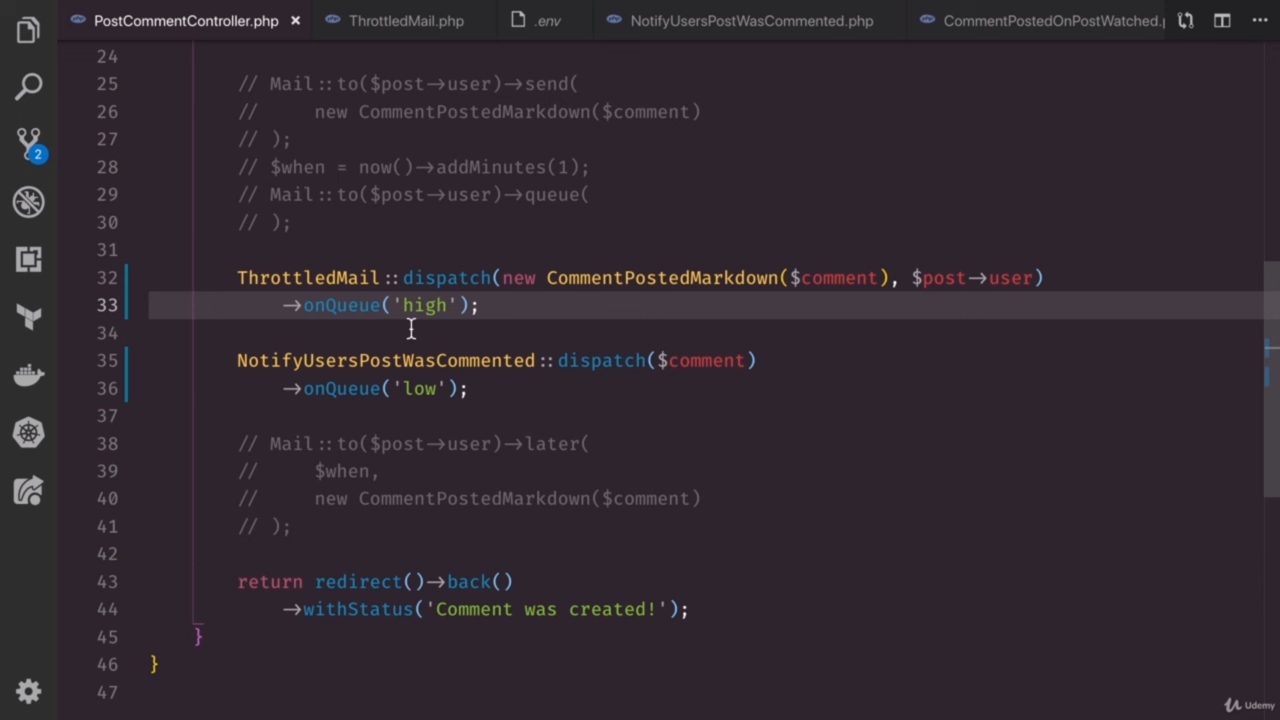 PostCommentController.php × ThrottledMail.php .env NotifyUsersPostWasCommented.php CommentPostedOnPostWatched.p
24
25 // Mail::to($post->user)->send(
26 //     new CommentPostedMarkdown($comment)
27 // );
28 // $when = now()->addMinutes(1);
29 // Mail::to($post->user)->queue(
30 // );
31
32 ThrottledMail::dispatch(new CommentPostedMarkdown($comment), $post->user)
33     ->onQueue('high');
34
35 NotifyUsersPostWasCommented::dispatch($comment)
36     ->onQueue('low');
37
38 // Mail::to($post->user)->later(
39 //     $when,
40 //     new CommentPostedMarkdown($comment)
41 // );
42
43 return redirect()->back()
44     ->withStatus('Comment was created!');
45 }
46 }
47
2
Udemy